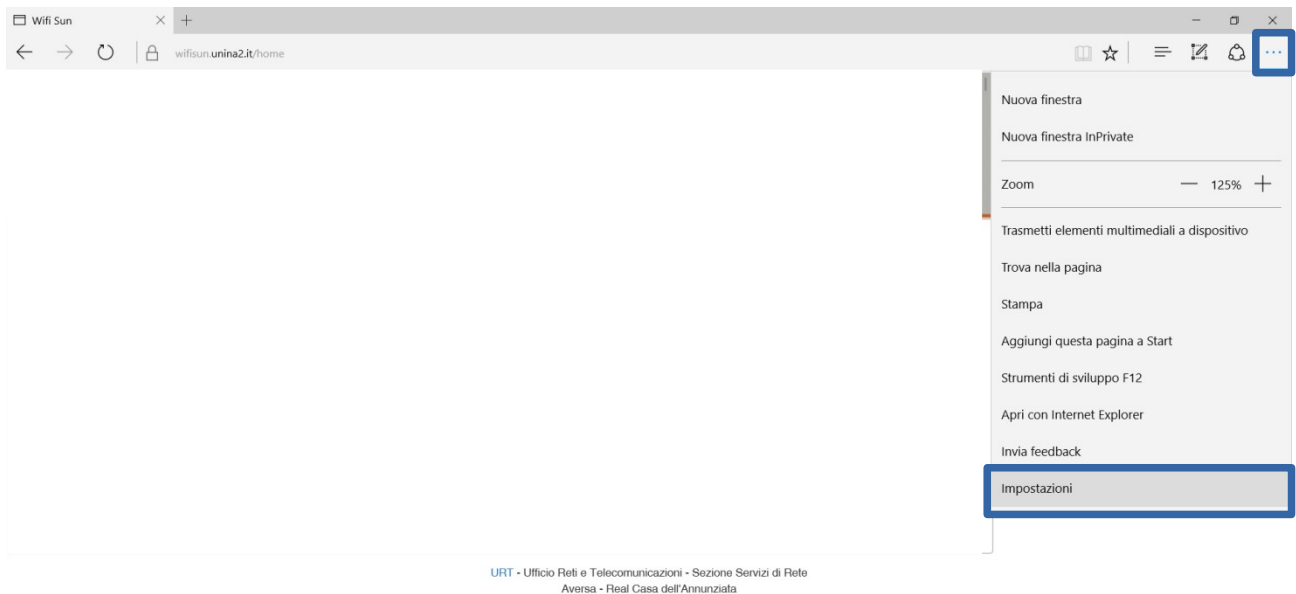 Wifi Sun
wifisun.unina2.it/home
Nuova finestra
Nuova finestra InPrivate
Zoom 125%
Trasmetti elementi multimediali a dispositivo
Trova nella pagina
Stampa
Aggiungi questa pagina a Start
Strumenti di sviluppo F12
Apri con Internet Explorer
Invia feedback
Impostazioni
URT - Ufficio Reti e Telecomunicazioni - Sezione Servizi di Rete
Aversa - Real Casa dell'Annunziata